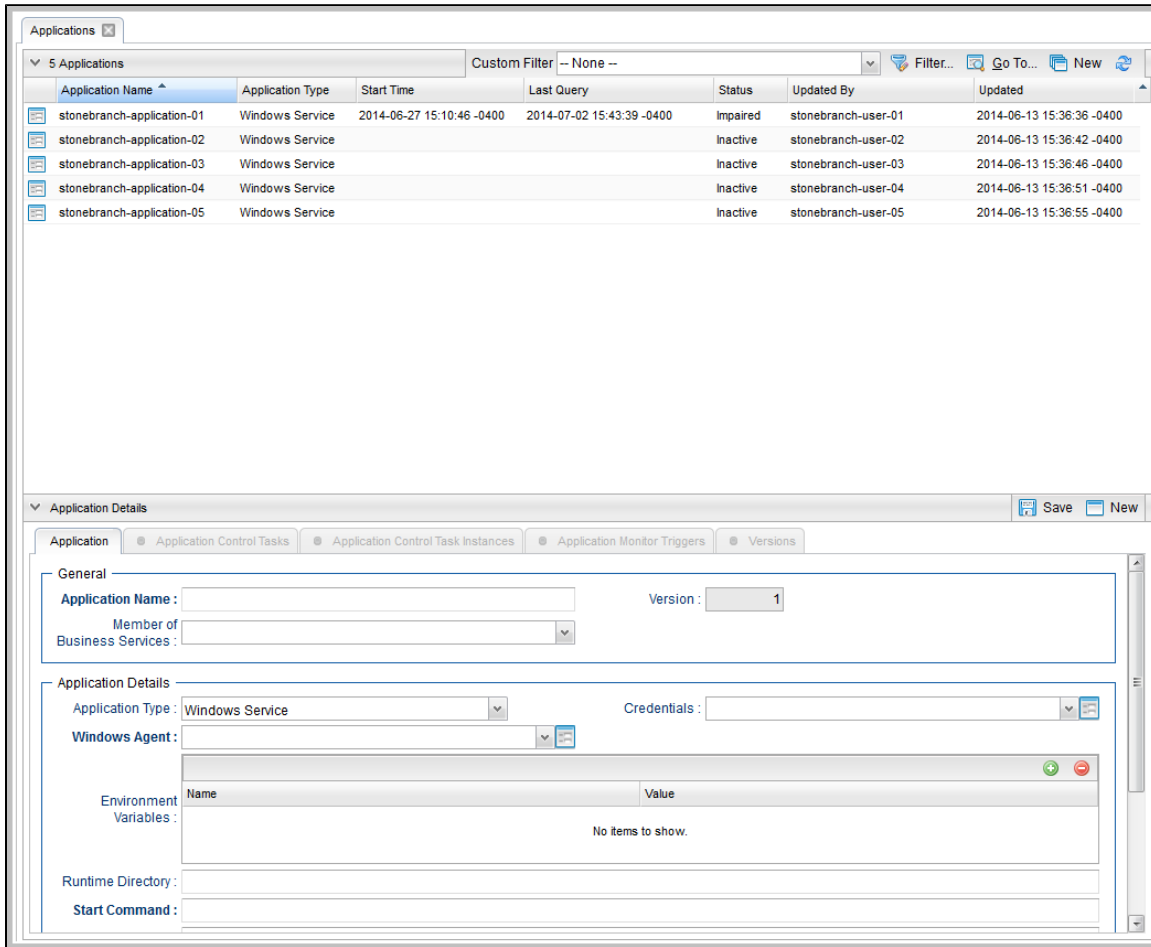 Applications
5 Applications Custom Filter -- None -- Filter... Go To... New
Application Name Application Type Start Time Last Query Status Updated By Updated
stonebranch-application-01 Windows Service 2014-06-27 15:10:46 -0400 2014-07-02 15:43:39 -0400 Impaired stonebranch-user-01 2014-06-13 15:36:36 -0400
stonebranch-application-02 Windows Service Inactive stonebranch-user-02 2014-06-13 15:36:42 -0400
stonebranch-application-03 Windows Service Inactive stonebranch-user-03 2014-06-13 15:36:46 -0400
stonebranch-application-04 Windows Service Inactive stonebranch-user-04 2014-06-13 15:36:51 -0400
stonebranch-application-05 Windows Service Inactive stonebranch-user-05 2014-06-13 15:36:55 -0400
Application Details Save New
Application Application Control Tasks Application Control Task Instances Application Monitor Triggers Versions
General
Application Name : Version : 1
Member of
Business Services :
Application Details
Application Type : Windows Service Credentials :
Windows Agent :
Name Value
Environment
Variables :
No items to show.
Runtime Directory :
Start Command :